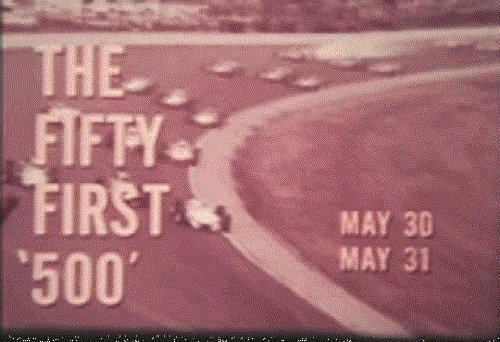 THE
FIFTY
FIRST
'500'
MAY 30
MAY 31